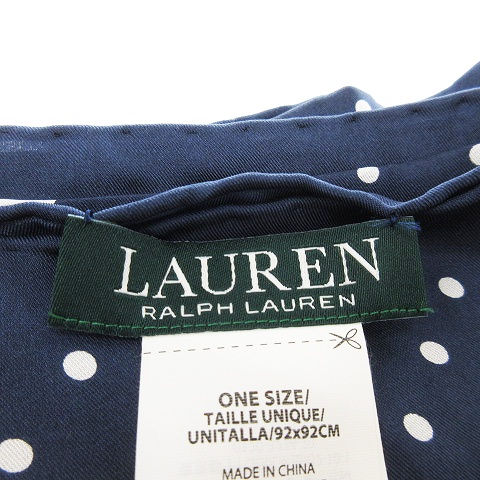 LAUREN
RALPH LAUREN
ONE SIZE/
TAILLE UNIQUE/
UNITALLA/92x92CM
MADE IN CHINA